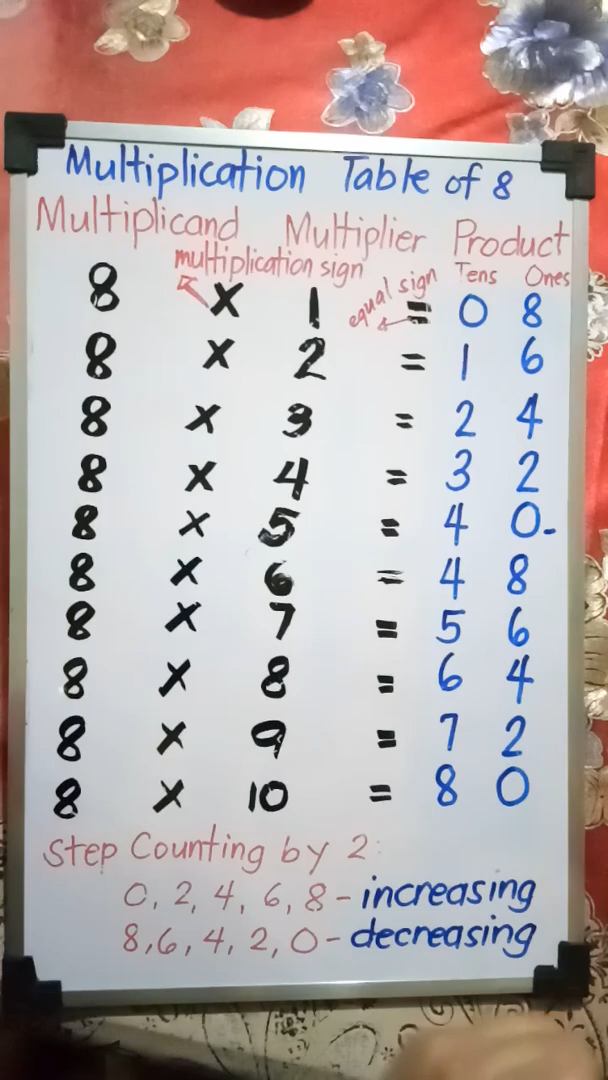 Multiplication Table of 8
Multiplicand Multiplier Product
multiplication sign equal sign Tens Ones
8 x 1 = 0 8
8 x 2 = 1 6
8 x 3 = 2 4
8 x 4 = 3 2
8 x 5 = 4 0-
8 x 6 = 4 8
8 x 7 = 5 6
8 x 8 = 6 4
8 x 9 = 7 2
8 x 10 = 8 0
Step Counting by 2:
0, 2, 4, 6, 8 - increasing
8, 6, 4, 2, 0 - decreasing